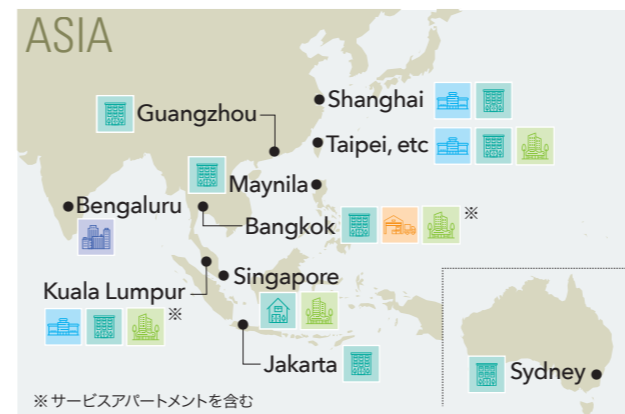 ASIA
Shanghai
Guangzhou
Taipei, etc
Maynila
Bengaluru
Bangkok
※
Singapore
Kuala Lumpur
※
Jakarta
Sydney
※サービスアパートメントを含む